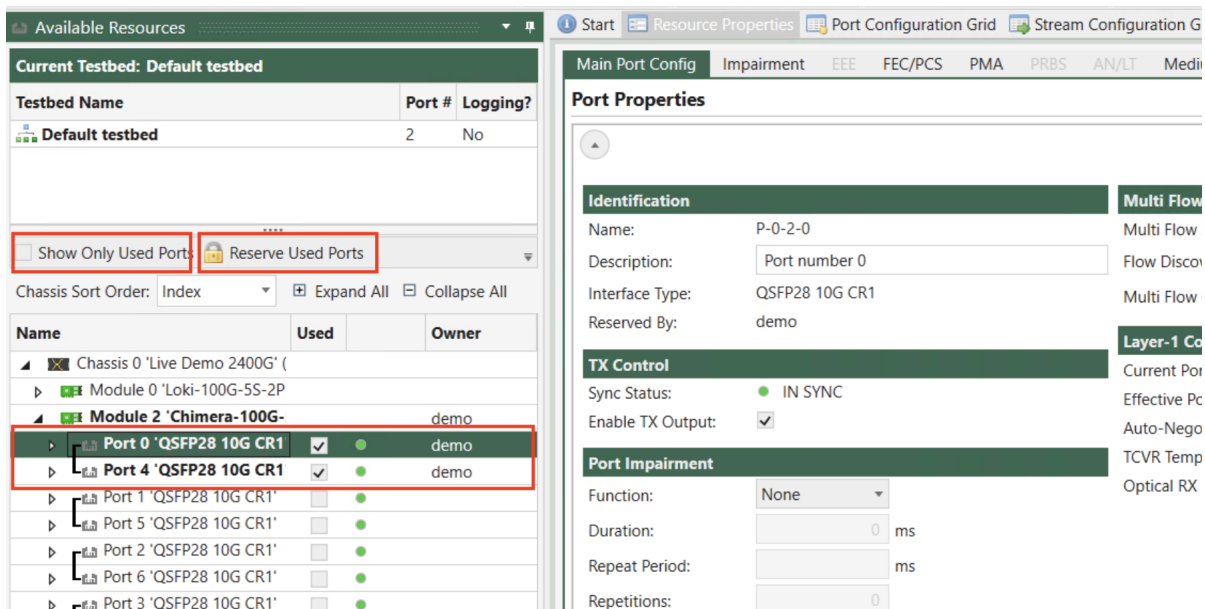 Available Resources
Current Testbed: Default testbed
Testbed Name Port # Logging?
Default testbed 2 No
Show Only Used Ports Reserve Used Ports
Chassis Sort Order: Index Expand All Collapse All
Name Used Owner
Chassis 0 'Live Demo 2400G' (
Module 0 'Loki-100G-5S-2P
Module 2 'Chimera-100G- demo
Port 0 'QSFP28 10G CR1 demo
Port 4 'QSFP28 10G CR1 demo
Port 1 'QSFP28 10G CR1'
Port 5 'QSFP28 10G CR1'
Port 2 'QSFP28 10G CR1'
Port 6 'QSFP28 10G CR1'
Port 3 'QSFP28 10G CR1'
Start Resource Properties Port Configuration Grid Stream Configuration G
Main Port Config Impairment EEE FEC/PCS PMA PRBS AN/LT Medi
Port Properties
Identification
Name: P-0-2-0
Description: Port number 0
Interface Type: QSFP28 10G CR1
Reserved By: demo
TX Control
Sync Status: IN SYNC
Enable TX Output:
Port Impairment
Function: None
Duration: 0 ms
Repeat Period: ms
Repetitions: 0
Multi Flow
Multi Flow
Flow Disco
Multi Flow
Layer-1 Co
Current Por
Effective Po
Auto-Nego
TCVR Temp
Optical RX